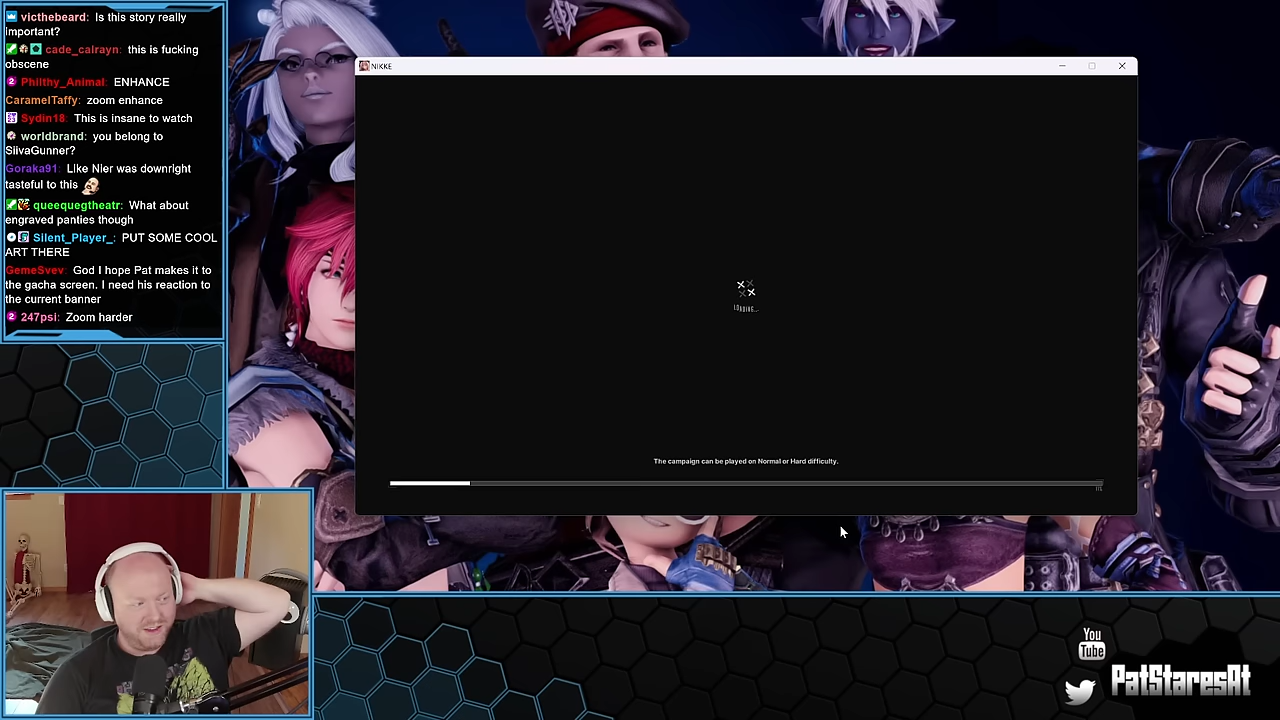 victhebeard: Is this story really
important?
cade_calrayn: this is fucking
obscene
Philthy_Animal: ENHANCE
CaramelTaffy: zoom enhance
Sydin18: This is insane to watch
worldbrand: you belong to
SiivaGunner?
Goraka91: LIke Nier was downright
tasteful to this
queequegtheatr: What about
engraved panties though
Silent_Player_: PUT SOME COOL
ART THERE
GemeSvev: God I hope Pat makes it to
the gacha screen. I need his reaction to
the current banner
247psi: Zoom harder
NIKKE
LOADING...
The campaign can be played on Normal or Hard difficulty.
You
Tube
PatStaresAt